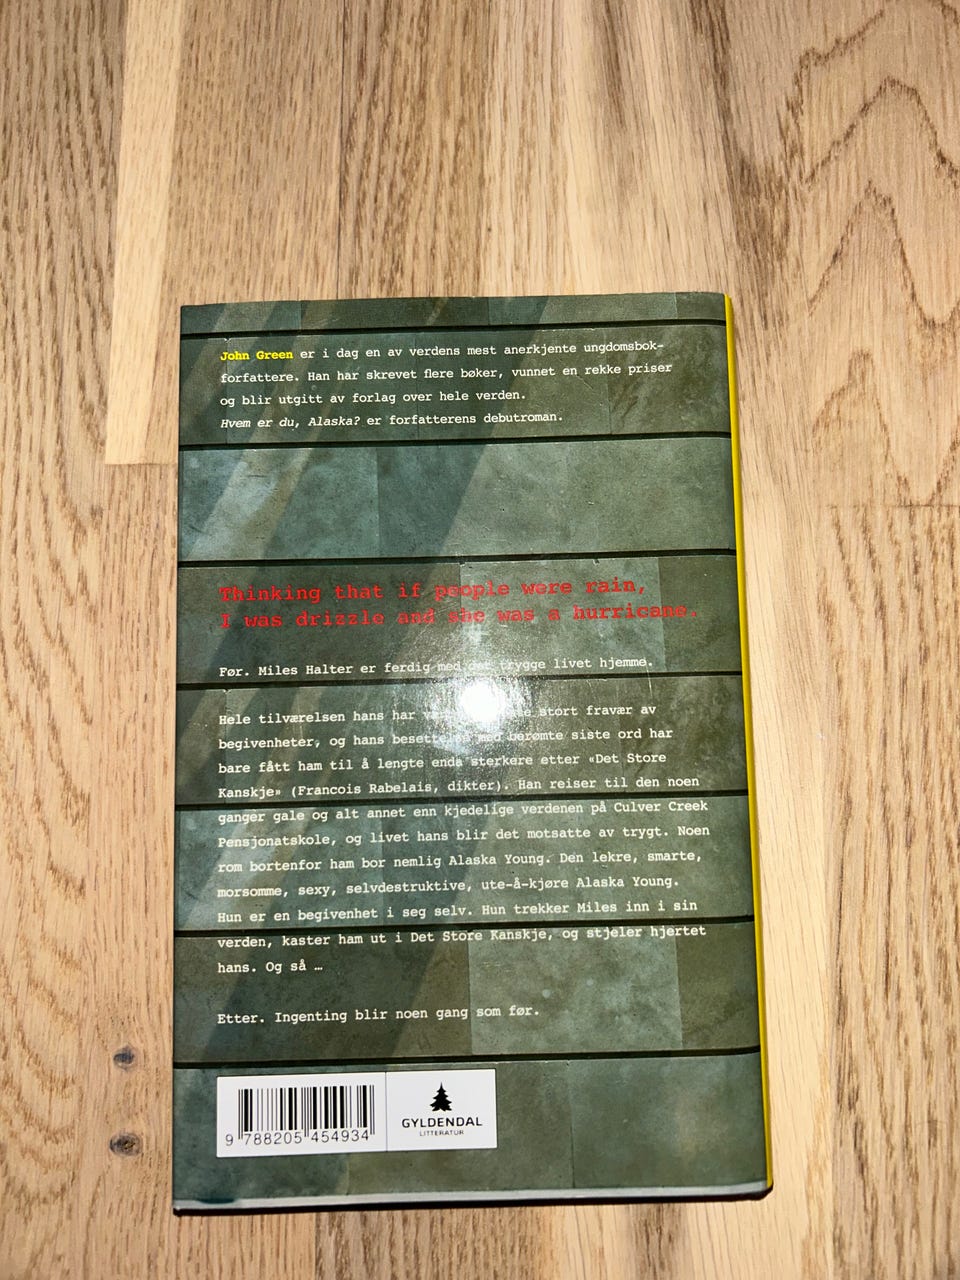 John Green er i dag en av verdens mest anerkjente ungdomsbok-
forfattere. Han har skrevet flere bøker, vunnet en rekke priser
og blir utgitt av forlag over hele verden.
Hvem er du, Alaska? er forfatterens debutroman.
Thinking that if people were rain,
I was drizzle and she was a hurricane.
Før. Miles Halter er ferdig med det trygge livet hjemme.
Hele tilværelsen hans har stort fravær av
begivenheter, og hans besettelse med berømte siste ord har
bare fått ham til å lengte enda sterkere etter «Det Store
Kanskje» (Francois Rabelais, dikter). Han reiser til den noen
ganger gale og alt annet enn kjedelige verdenen på Culver Creek
Pensjonatskole, og livet hans blir det motsatte av trygt. Noen
rom bortenfor ham bor nemlig Alaska Young. Den lekre, smarte,
morsomme, sexy, selvdestruktive, ute-å-kjøre Alaska Young.
Hun er en begivenhet i seg selv. Hun trekker Miles inn i sin
verden, kaster ham ut i Det Store Kanskje, og stjeler hjertet
hans. Og så …
Etter. Ingenting blir noen gang som før.
9 788205 454934
GYLDENDAL
LITTERATUR